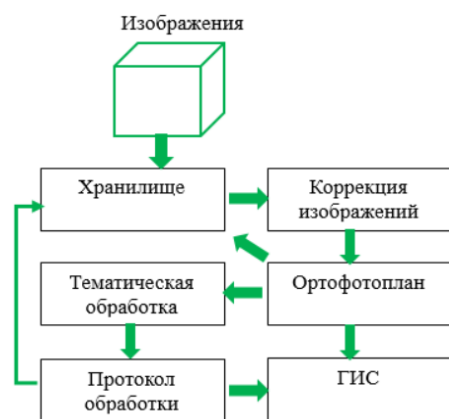 Изображения
Хранилище
Коррекция
изображений
Тематическая
обработка
Ортофотоплан
Протокол
обработки
ГИС